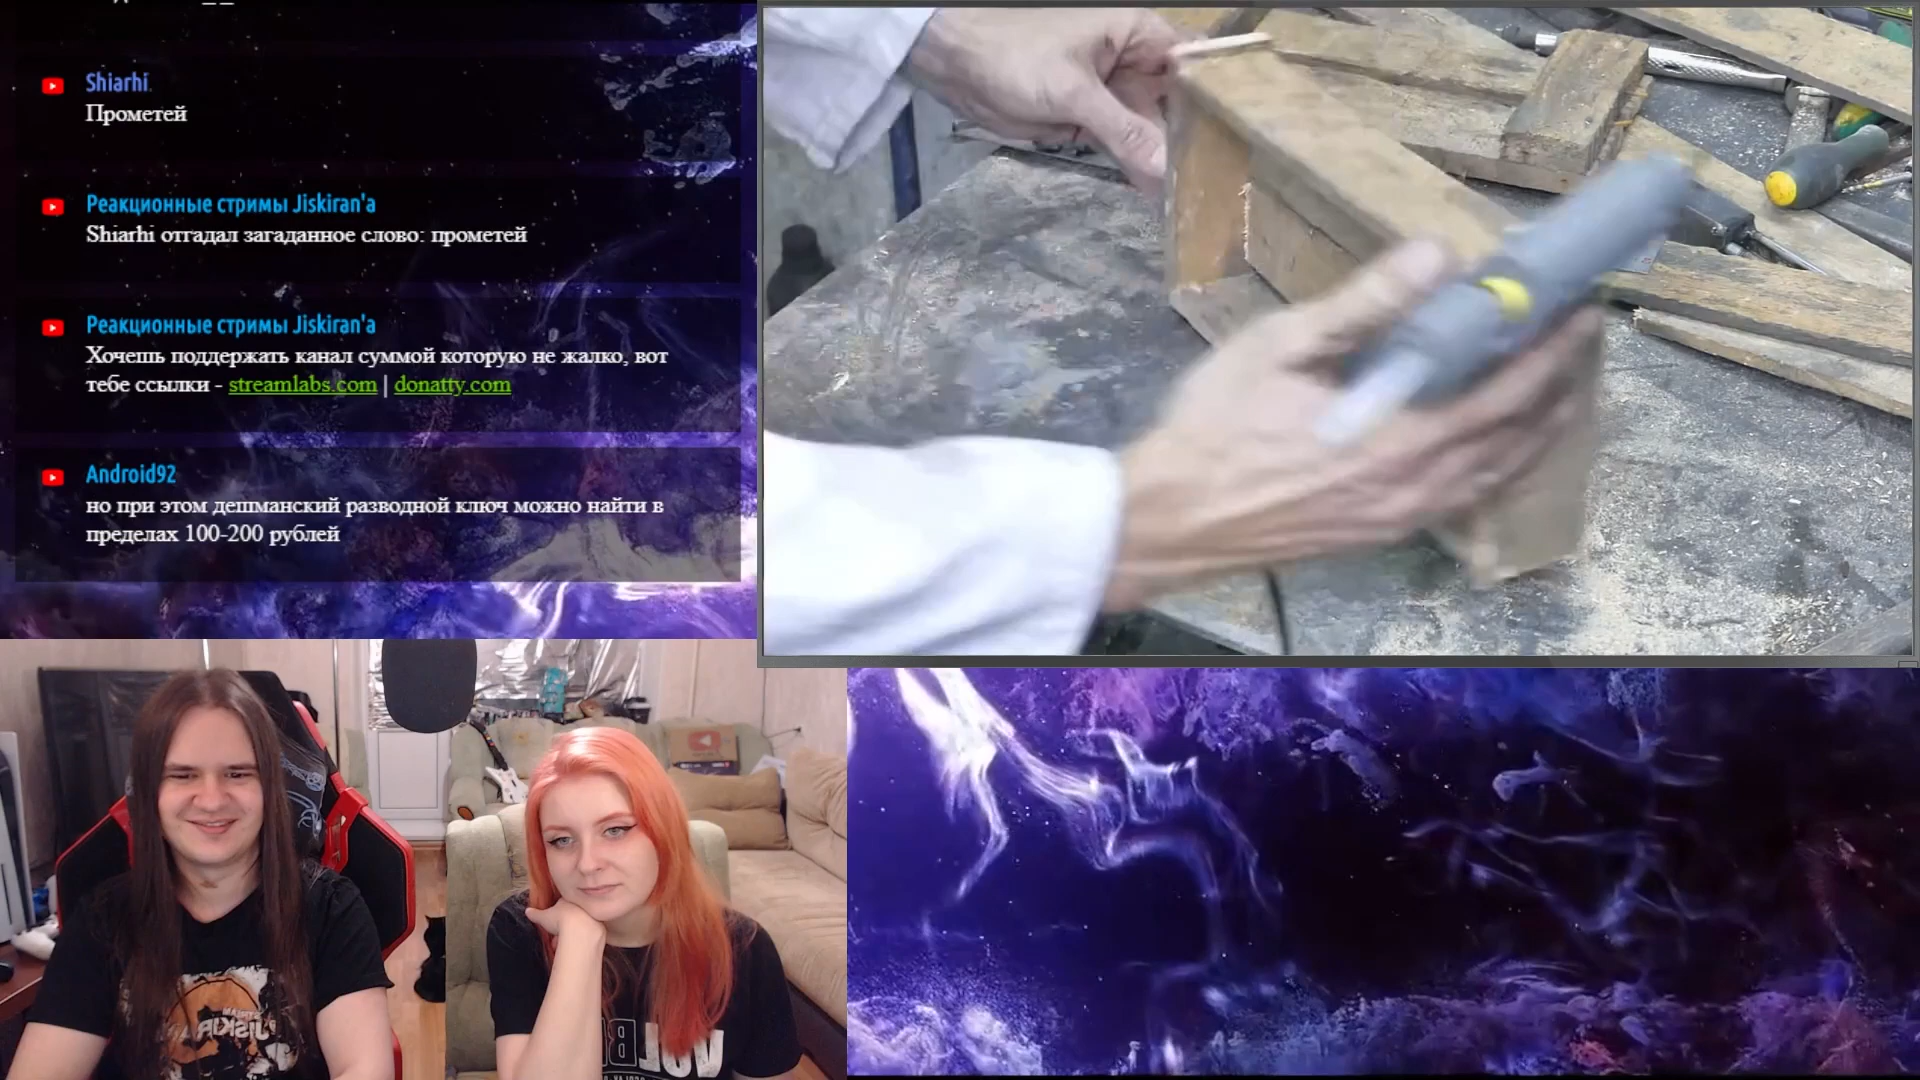 Shiarhi
Прометей
Реакционные стримы Jiskiran'a
Shiarhi отгадал загаданное слово: прометей
Реакционные стримы Jiskiran'a
Хочешь поддержать канал суммой которую не жалко, вот
тебе ссылки - streamlabs.com | donatty.com
Android92
но при этом дешманский разводной ключ можно найти в
пределах 100-200 рублей